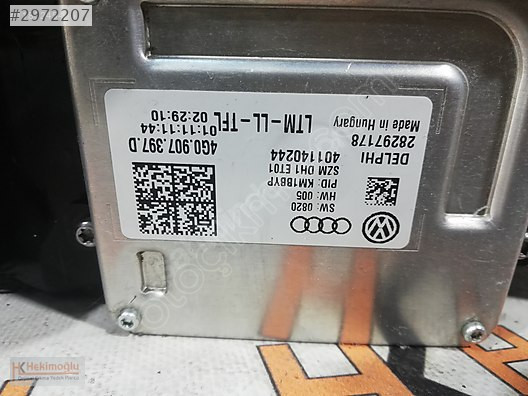 #2972207
DELPHI
28297178
Made in Hungary
SZM DH1 ET01
401140244
LTM-LL-TFL
SW: 0820
HW: 005
PID: KM1BBYP
4G0.907.397.D
01:11:11:44
02:29:10
Hekimoğlu